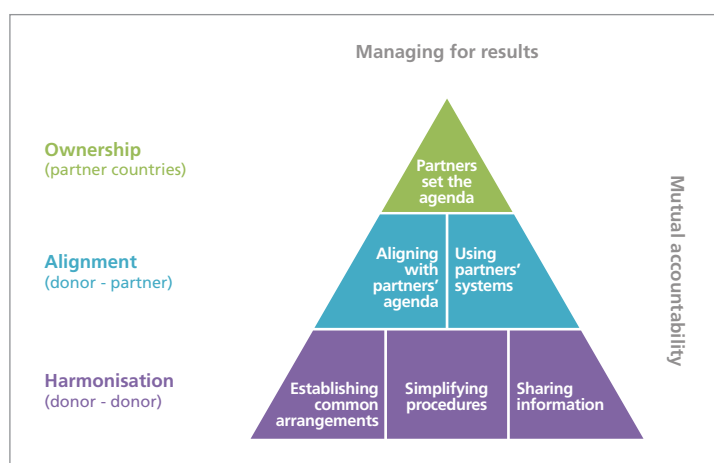 Managing for results
Ownership
(partner countries)
Partners
set the
agenda
Mutual accountability
Alignment
(donor - partner)
Aligning
with
partners’
agenda
Using
partners’
systems
Harmonisation
(donor - donor)
Establishing
common
arrangements
Simplifying
procedures
Sharing
information